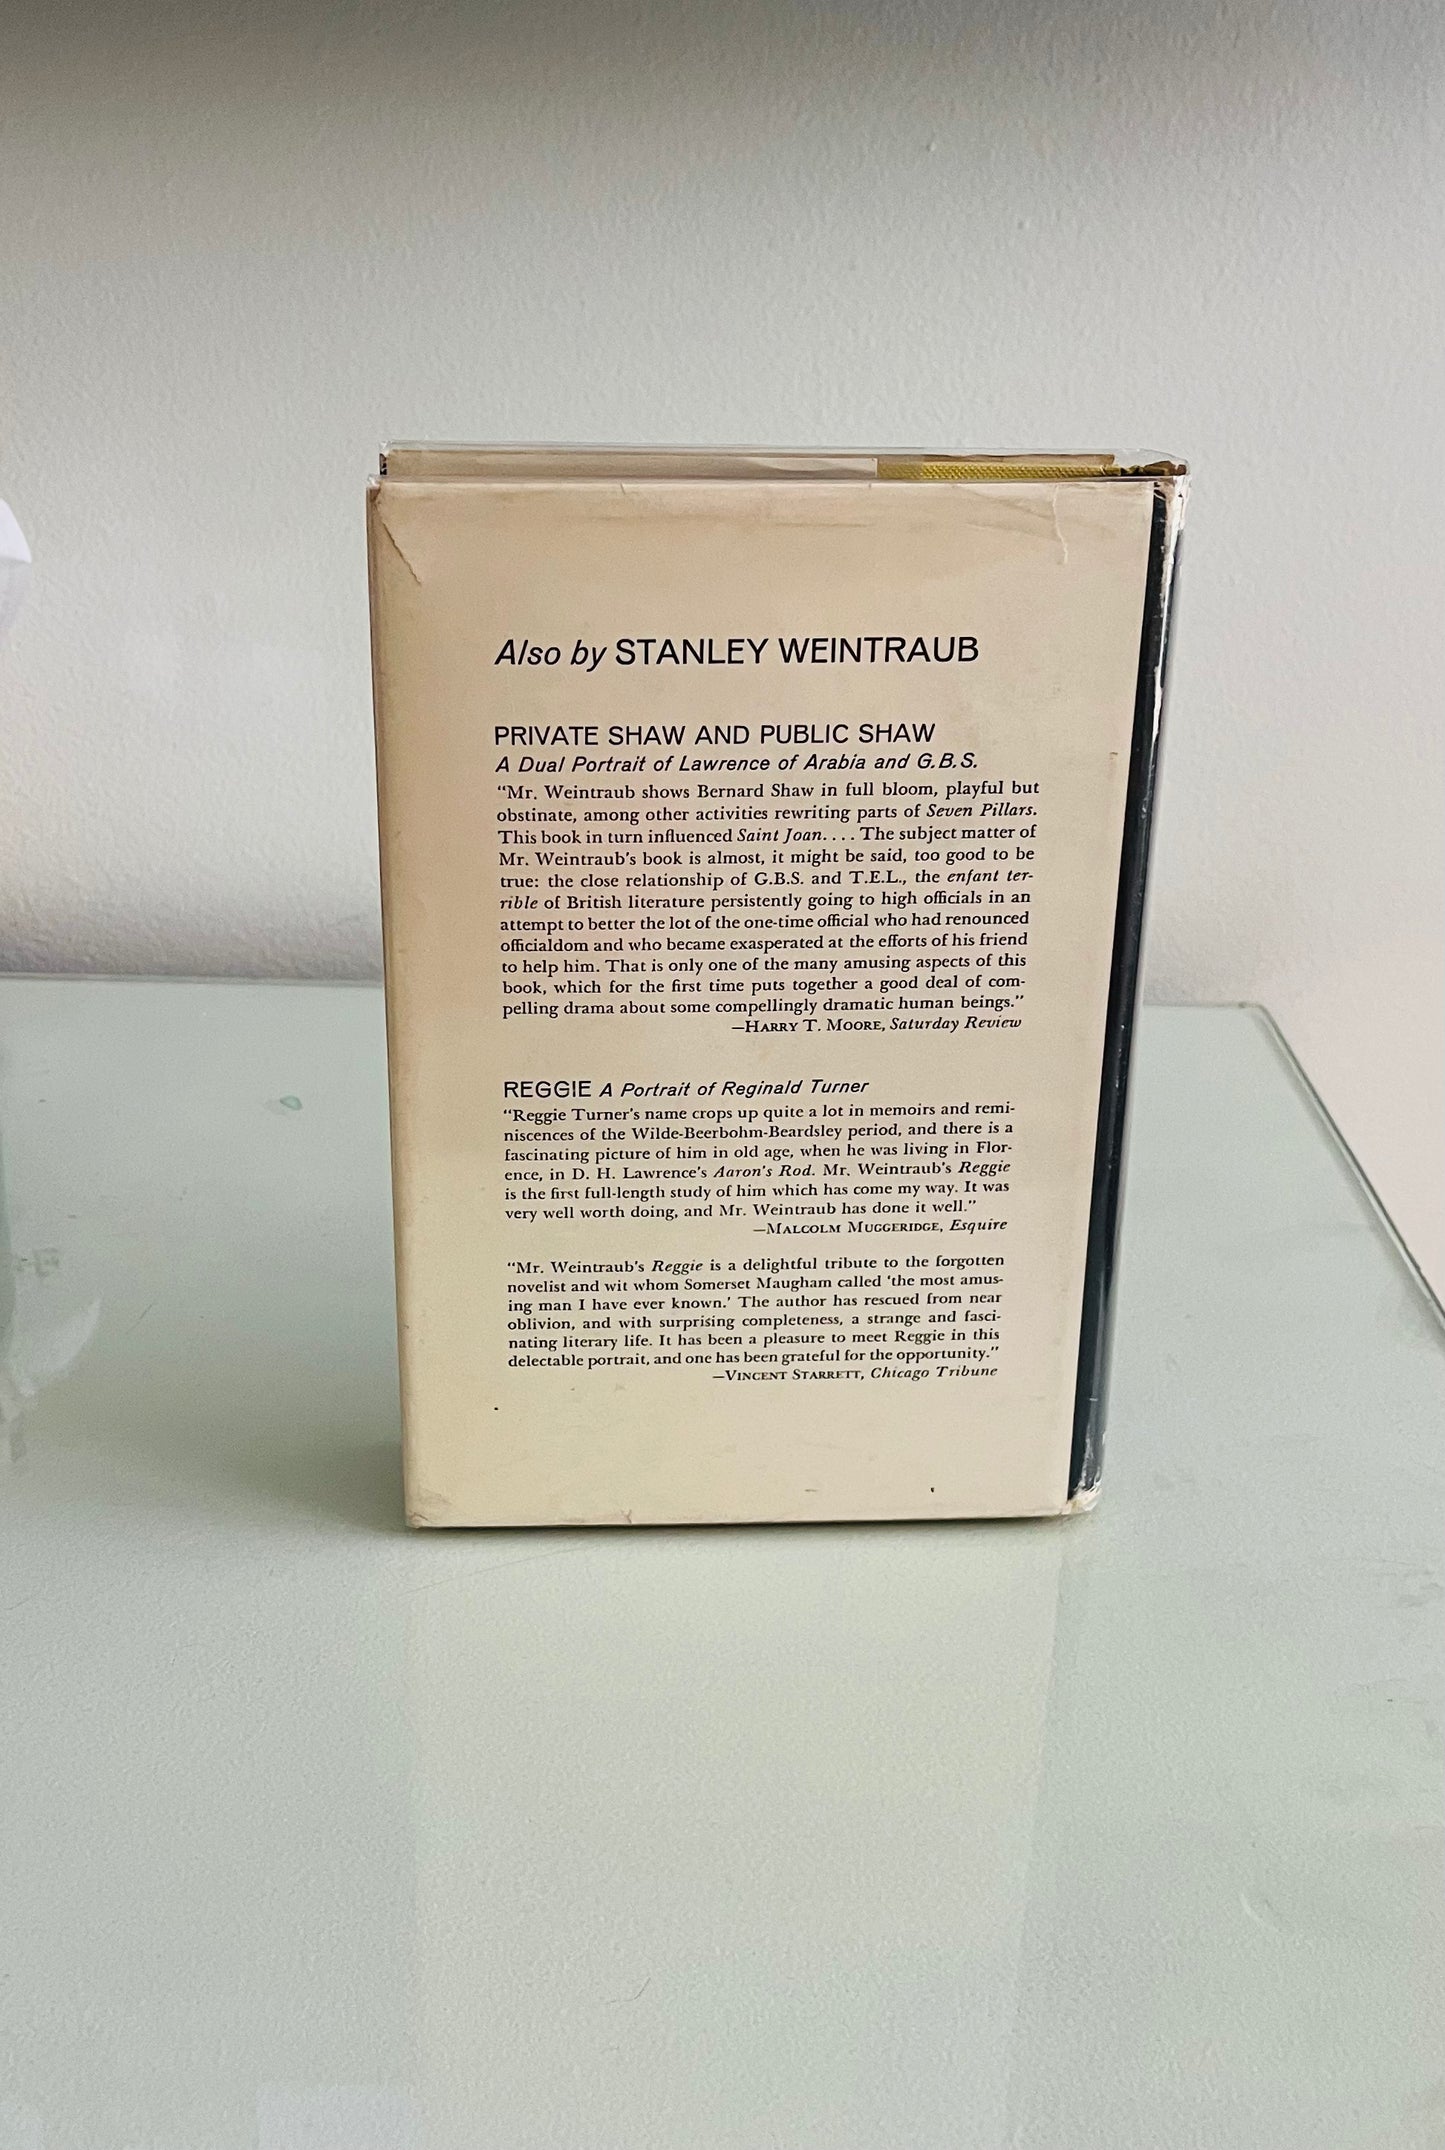 Also by STANLEY WEINTRAUB
PRIVATE SHAW AND PUBLIC SHAW
A Dual Portrait of Lawrence of Arabia and G.B.S.
"Mr. Weintraub shows Bernard Shaw in full bloom, playful but
obstinate, among other activities rewriting parts of Seven Pillars.
This book in turn influenced Saint Joan.... The subject matter of
Mr. Weintraub's book is almost, it might be said, too good to be
true: the close relationship of G.B.S. and T.E.L., the enfant ter-
rible of British literature persistently going to high officials in an
attempt to better the lot of the one-time official who had renounced
officialdom and who became exasperated at the efforts of his friend
to help him. That is only one of the many amusing aspects of this
book, which for the first time puts together a good deal of com-
pelling drama about some compellingly dramatic human beings."
—HARRY T. MOORE, Saturday Review
REGGIE A Portrait of Reginald Turner
"Reggie Turner's name crops up quite a lot in memoirs and remi-
niscences of the Wilde-Beerbohm-Beardsley period, and there is a
fascinating picture of him in old age, when he was living in Flor-
ence, in D. H. Lawrence's Aaron's Rod. Mr. Weintraub's Reggie
is the first full-length study of him which has come my way. It was
very well worth doing, and Mr. Weintraub has done it well."
—MALCOLM MUGGERIDGE, Esquire
"Mr. Weintraub's Reggie is a delightful tribute to the forgotten
novelist and wit whom Somerset Maugham called 'the most amus-
ing man I have ever known.' The author has rescued from near
oblivion, and with surprising completeness, a strange and fasci-
nating literary life. It has been a pleasure to meet Reggie in this
delectable portrait, and one has been grateful for the opportunity."
—VINCENT STARRETT, Chicago Tribune